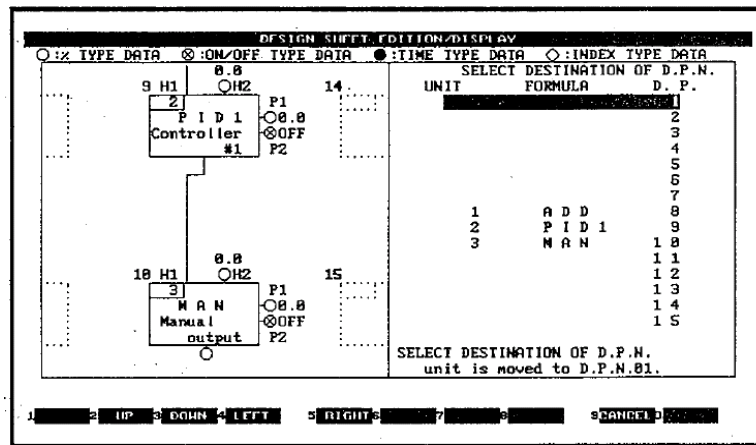 DESIGN SHEET EDITION/DISPLAY
○:% TYPE DATA ⊗:ON/OFF TYPE DATA ●:TIME TYPE DATA ◇:INDEX TYPE DATA
0.0
9 H1 H2 14
2 P1
P I D 1 0.0
Controller OFF
#1 P2
0.0
10 H1 H2 15
3 P1
M A N 0.0
Manual OFF
output P2
SELECT DESTINATION OF D.P.N.
UNIT FORMULA D. P.
1
2
3
4
5
6
7
1 A D D 8
2 P I D 1 9
3 M A N 1 0
1 1
1 2
1 3
1 4
1 5
SELECT DESTINATION OF D.P.N.
unit is moved to D.P.N.01.
1 2 UP 3 DOWN 4 LEFT 5 RIGHT 6 7 8 9 CANCEL 0